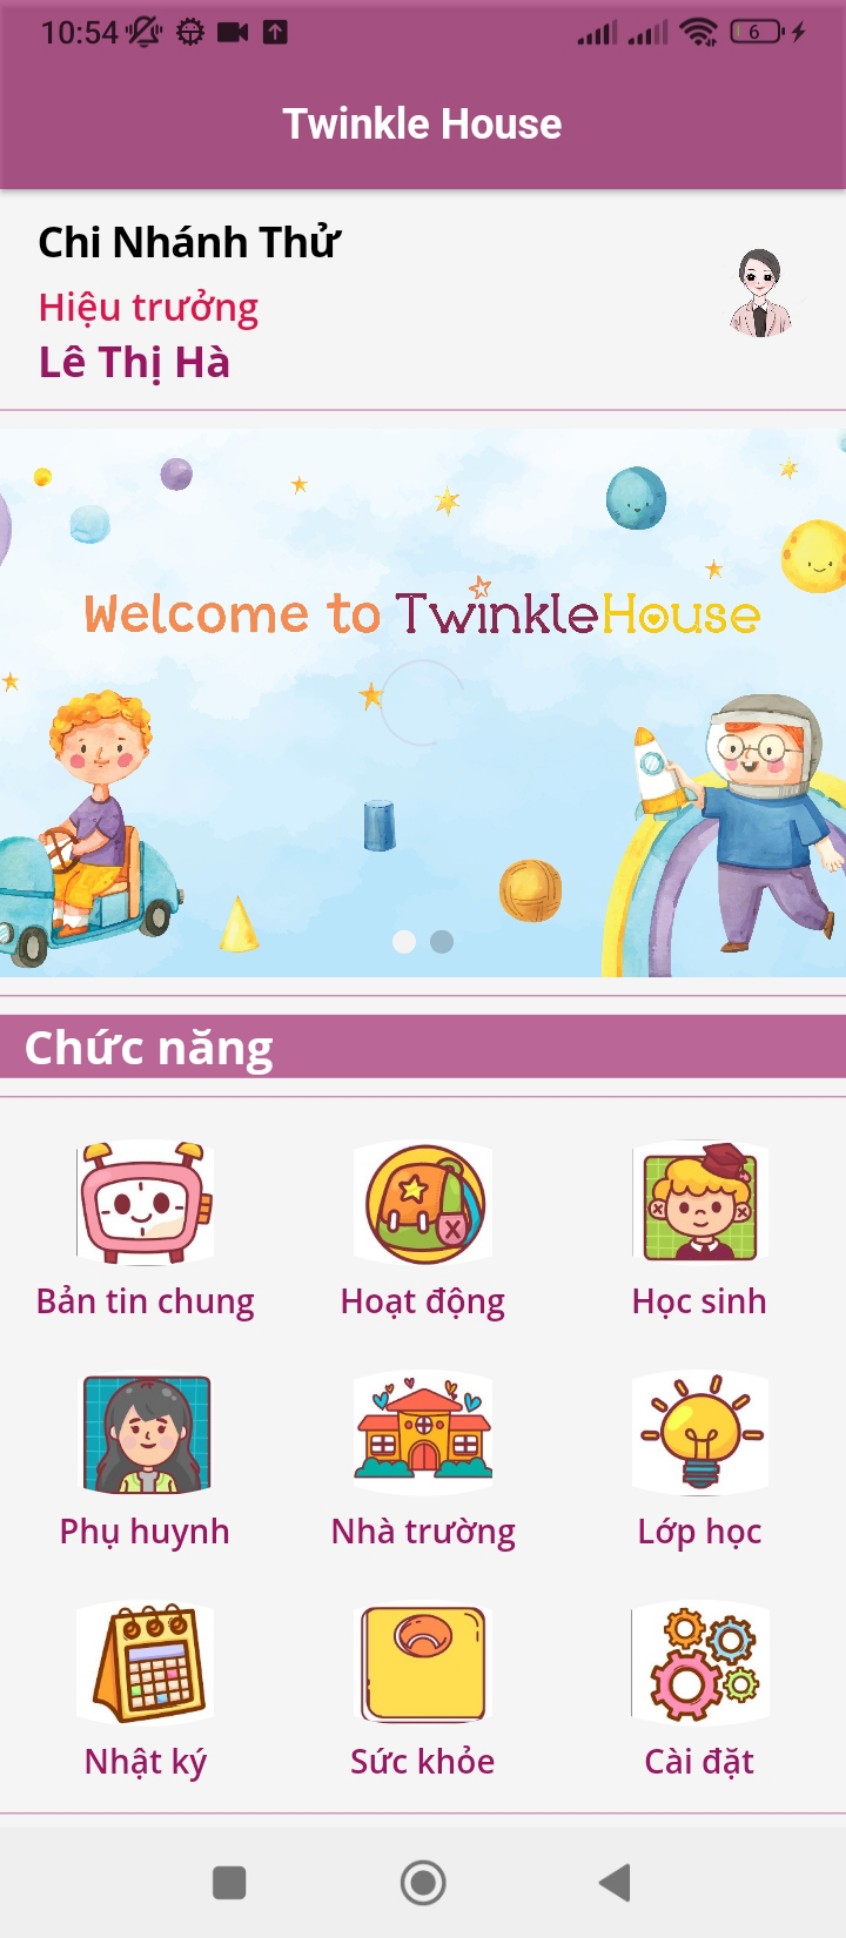 10:54
6
Twinkle House
Chi Nhánh Thử
Hiệu trưởng
Lê Thị Hà
Welcome to TwinkleHouse
Chức năng
Bản tin chung
Hoạt động
Học sinh
Phụ huynh
Nhà trường
Lớp học
Nhật ký
Sức khỏe
Cài đặt